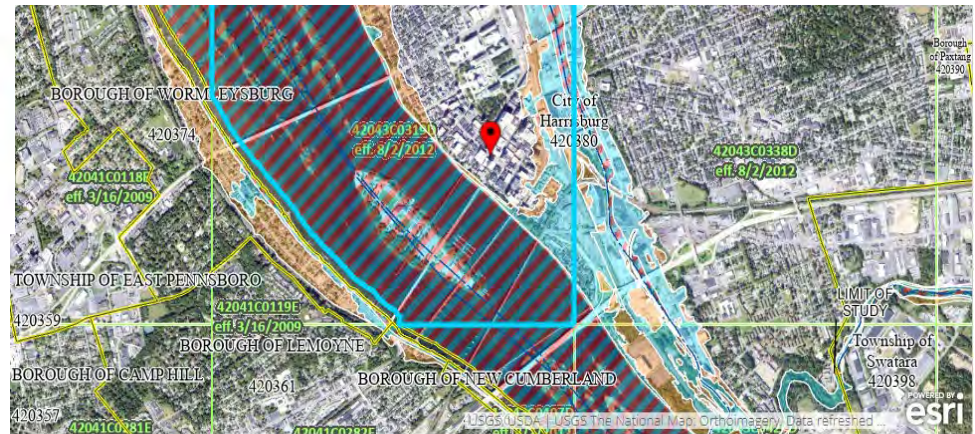 Borough
of Paxtang
420390
BOROUGH OF WORMLEYSBURG
420374
City of
Harrisburg
420380
42043C0319D
eff. 8/2/2012
42043C0338D
eff. 8/2/2012
42041C0118E
eff. 3/16/2009
TOWNSHIP OF EAST PENNSBORO
420359
42041C0119E
eff. 3/16/2009
BOROUGH OF LEMOYNE
420361
LIMIT OF
STUDY
Township of
Swatara
420398
BOROUGH OF CAMP HILL
420357
BOROUGH OF NEW CUMBERLAND
42041C0281E
42041C0282E
USGS, USDA | USGS The National Map: Orthoimagery. Data refreshed ...
POWERED BY
esri